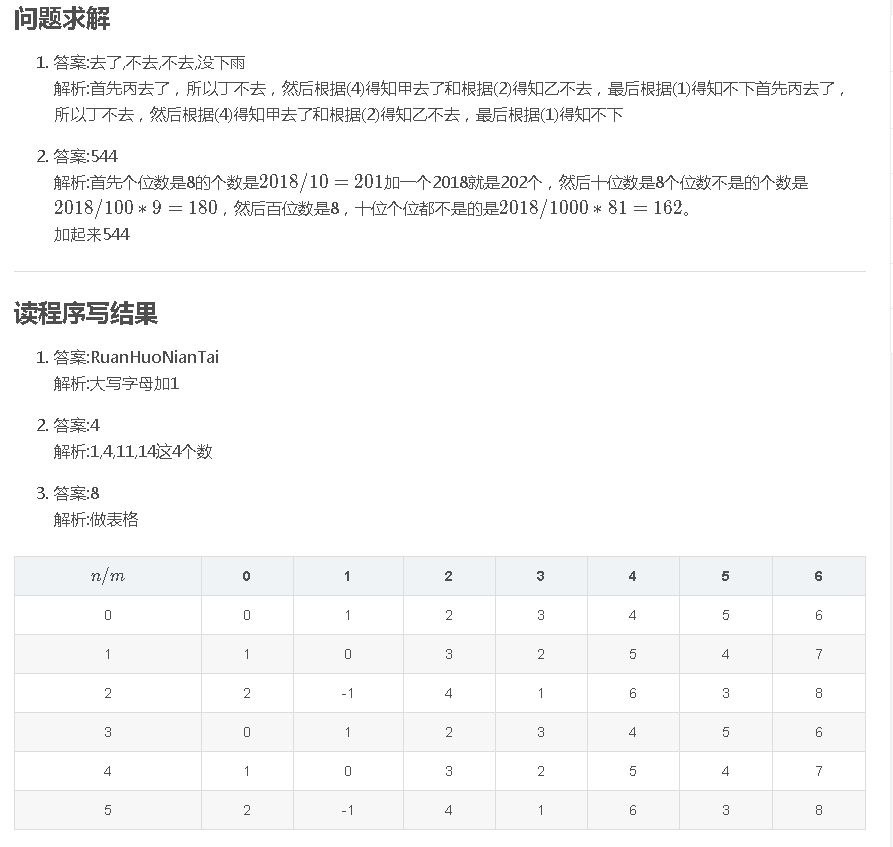 问题求解
1. 答案:去了,不去,不去,没下雨
解析:首先丙去了，所以丁不去，然后根据(4)得知甲去了和根据(2)得知乙不去，最后根据(1)得知不下首先丙去了，
所以丁不去，然后根据(4)得知甲去了和根据(2)得知乙不去，最后根据(1)得知不下
2. 答案:544
解析:首先个位数是8的个数是2018/10 = 201加一个2018就是202个，然后十位数是8个位数不是的个数是
2018/100 * 9 = 180，然后百位数是8，十位个位都不是的是2018/1000 * 81 = 162。
加起来544
读程序写结果
1. 答案:RuanHuoNianTai
解析:大写字母加1
2. 答案:4
解析:1,4,11,14这4个数
3. 答案:8
解析:做表格
n/m 0 1 2 3 4 5 6
0 0 1 2 3 4 5 6
1 1 0 3 2 5 4 7
2 2 -1 4 1 6 3 8
3 0 1 2 3 4 5 6
4 1 0 3 2 5 4 7
5 2 -1 4 1 6 3 8